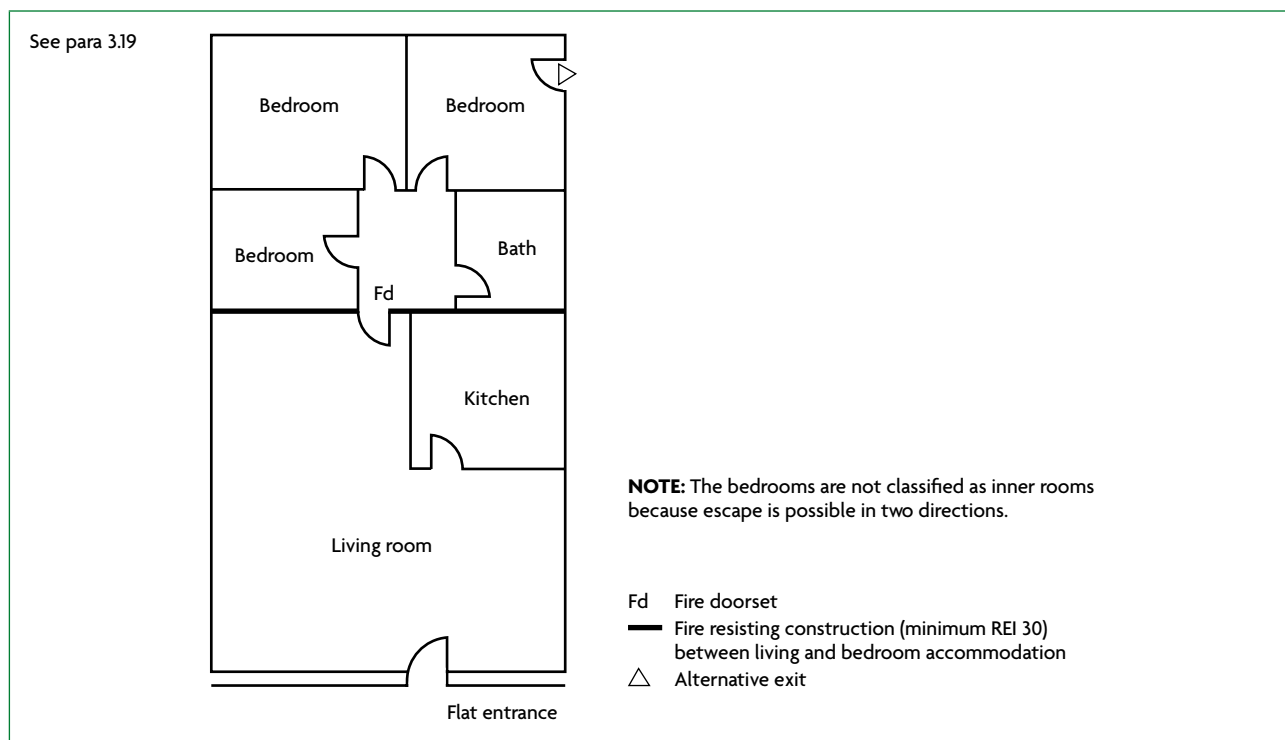 See para 3.19
Bedroom
Bedroom
Bedroom
Bath
Fd
Kitchen
Living room
NOTE: The bedrooms are not classified as inner rooms
because escape is possible in two directions.
Fd Fire doorset
Fire resisting construction (minimum REI 30)
between living and bedroom accommodation
Alternative exit
Flat entrance